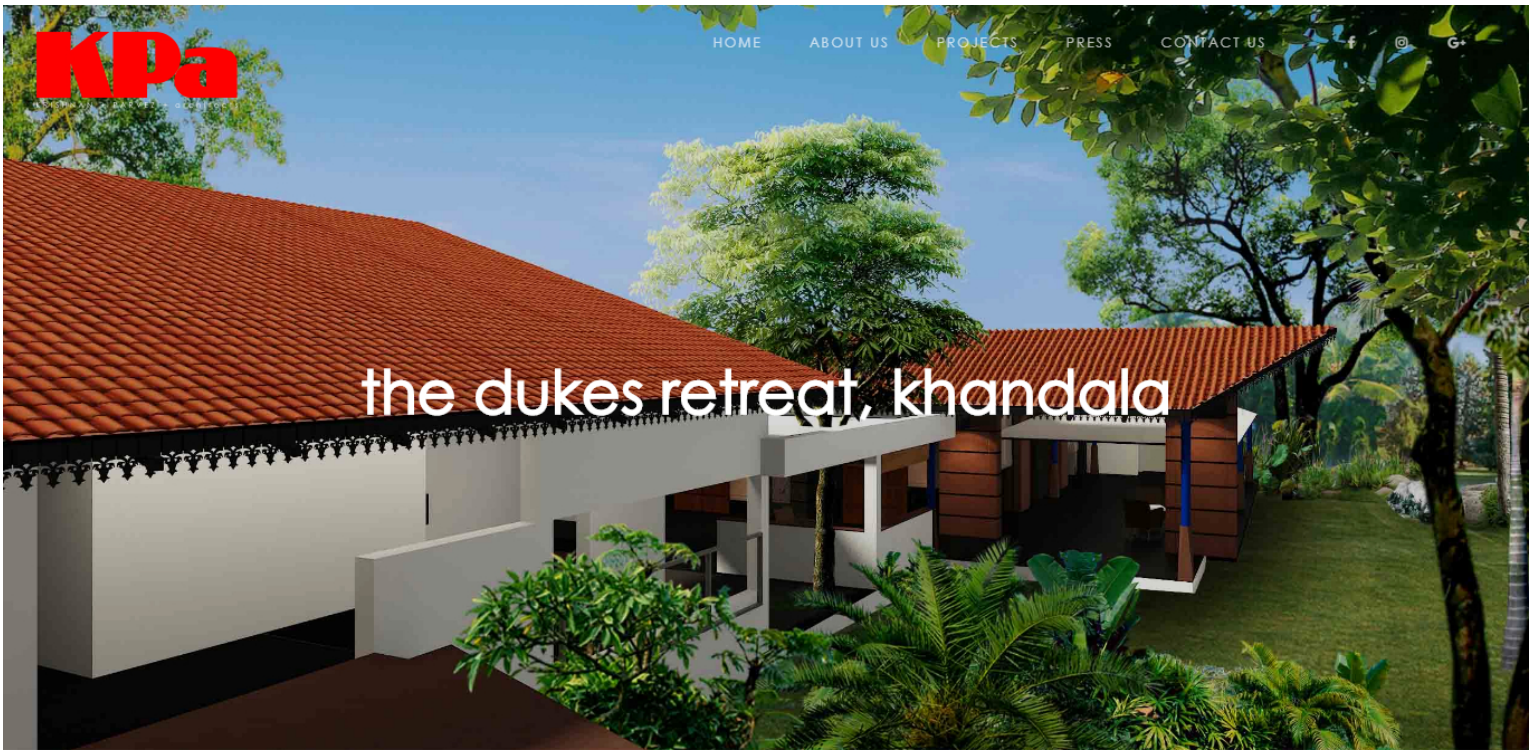 KPa
HOME ABOUT US PROJECTS PRESS CONTACT US f G+
the dukes retreat, khandala